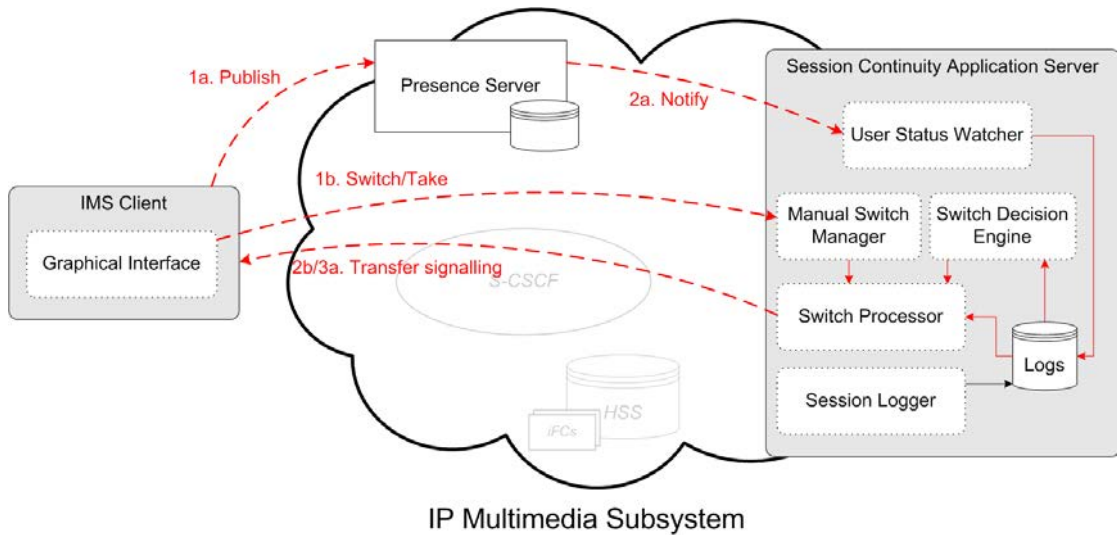 1a. Publish
Presence Server
2a. Notify
Session Continuity Application Server
User Status Watcher
1b. Switch/Take
IMS Client
Graphical Interface
Manual Switch
Manager
Switch Decision
Engine
2b/3a. Transfer signalling
S-CSCF
Switch Processor
Logs
Session Logger
HSS
iFCs
IP Multimedia Subsystem